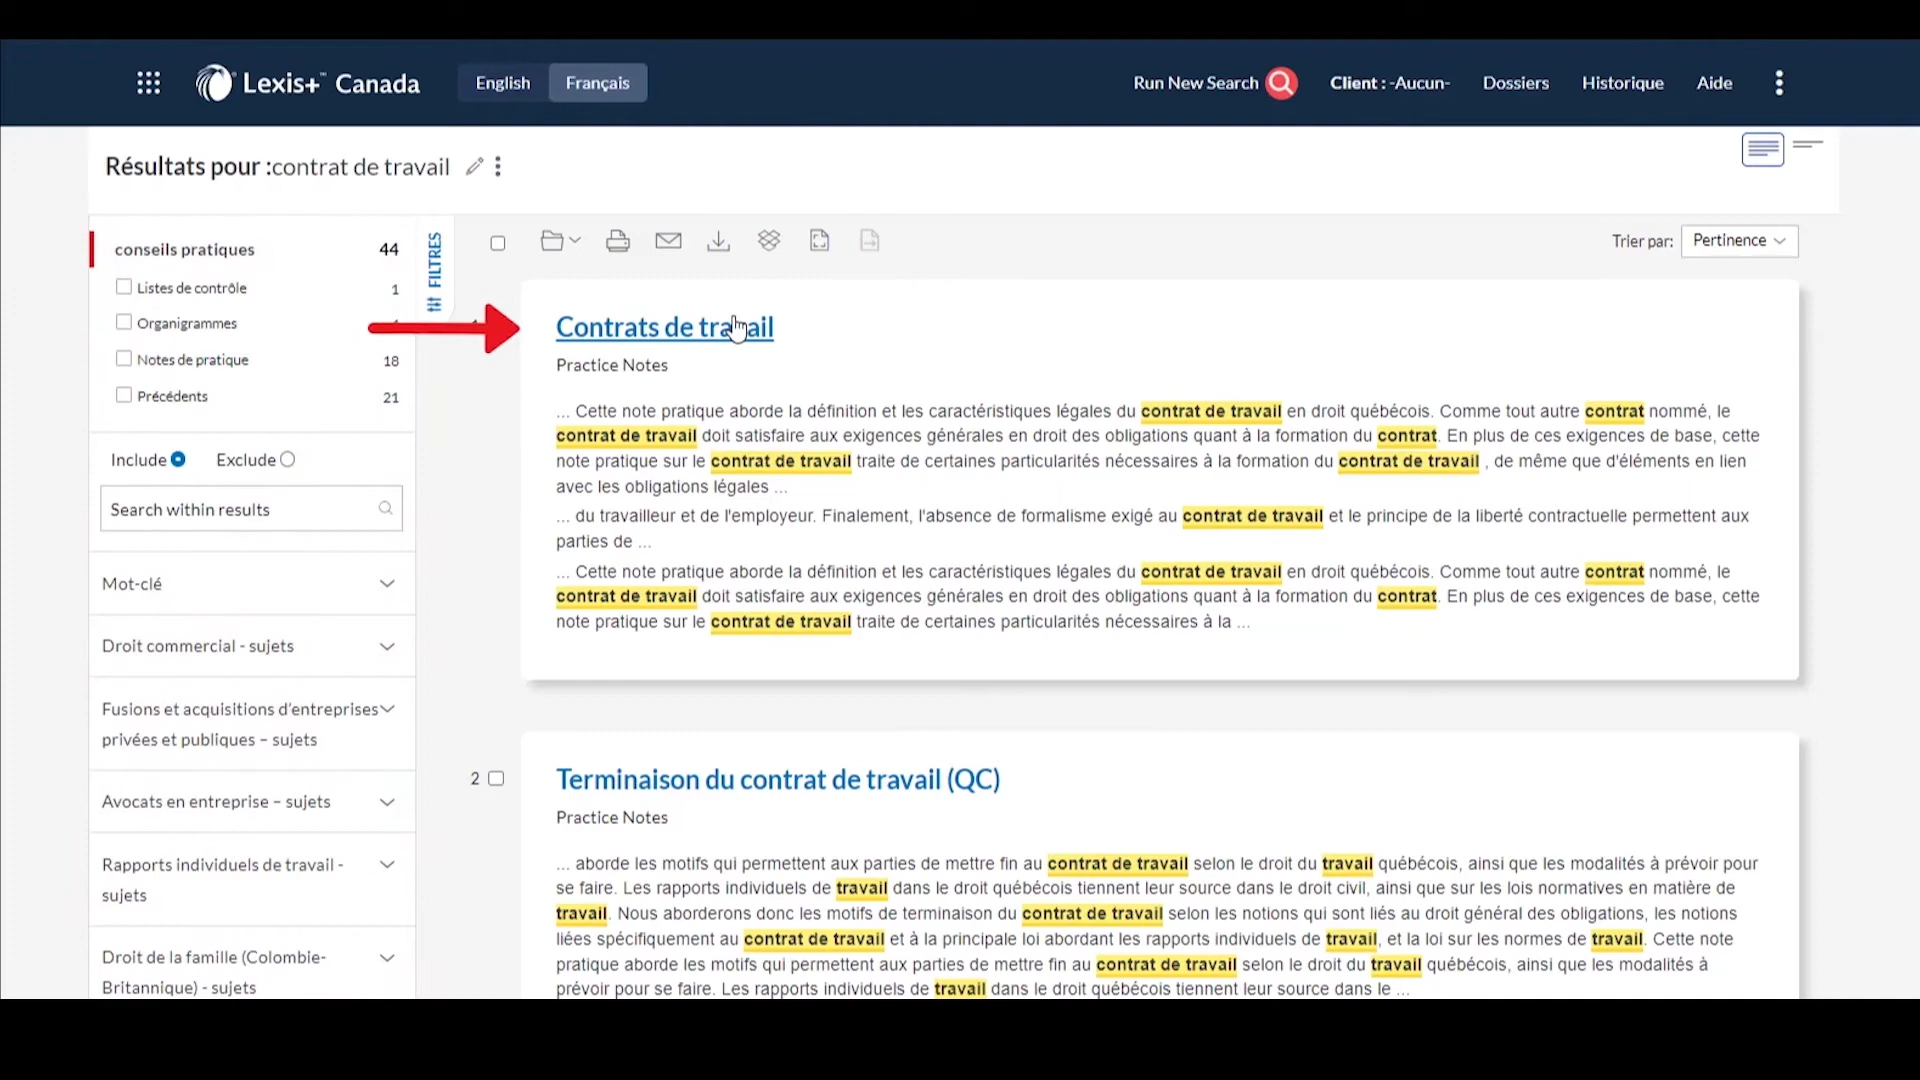 Lexis+™ Canada
English
Français
Run New Search
Client : -Aucun-
Dossiers
Historique
Aide
Résultats pour :contrat de travail
conseils pratiques 44
Listes de contrôle 1
Organigrammes
Notes de pratique 18
Précédents 21
FILTRES
Include
Exclude
Search within results
Mot-clé
Droit commercial - sujets
Fusions et acquisitions d'entreprises
privées et publiques – sujets
Avocats en entreprise – sujets
Rapports individuels de travail -
sujets
Droit de la famille (Colombie-
Britannique) - sujets
Trier par: Pertinence
Contrats de travail
Practice Notes
... Cette note pratique aborde la définition et les caractéristiques légales du contrat de travail en droit québécois. Comme tout autre contrat nommé, le
contrat de travail doit satisfaire aux exigences générales en droit des obligations quant à la formation du contrat. En plus de ces exigences de base, cette
note pratique sur le contrat de travail traite de certaines particularités nécessaires à la formation du contrat de travail , de même que d'éléments en lien
avec les obligations légales ...
... du travailleur et de l'employeur. Finalement, l'absence de formalisme exigé au contrat de travail et le principe de la liberté contractuelle permettent aux
parties de ...
... Cette note pratique aborde la définition et les caractéristiques légales du contrat de travail en droit québécois. Comme tout autre contrat nommé, le
contrat de travail doit satisfaire aux exigences générales en droit des obligations quant à la formation du contrat. En plus de ces exigences de base, cette
note pratique sur le contrat de travail traite de certaines particularités nécessaires à la ...
2
Terminaison du contrat de travail (QC)
Practice Notes
... aborde les motifs qui permettent aux parties de mettre fin au contrat de travail selon le droit du travail québécois, ainsi que les modalités à prévoir pour
se faire. Les rapports individuels de travail dans le droit québécois tiennent leur source dans le droit civil, ainsi que sur les lois normatives en matière de
travail. Nous aborderons donc les motifs de terminaison du contrat de travail selon les notions qui sont liés au droit général des obligations, les notions
liées spécifiquement au contrat de travail et à la principale loi abordant les rapports individuels de travail, et la loi sur les normes de travail. Cette note
pratique aborde les motifs qui permettent aux parties de mettre fin au contrat de travail selon le droit du travail québécois, ainsi que les modalités à
prévoir pour se faire. Les rapports individuels de travail dans le droit québécois tiennent leur source dans le ...